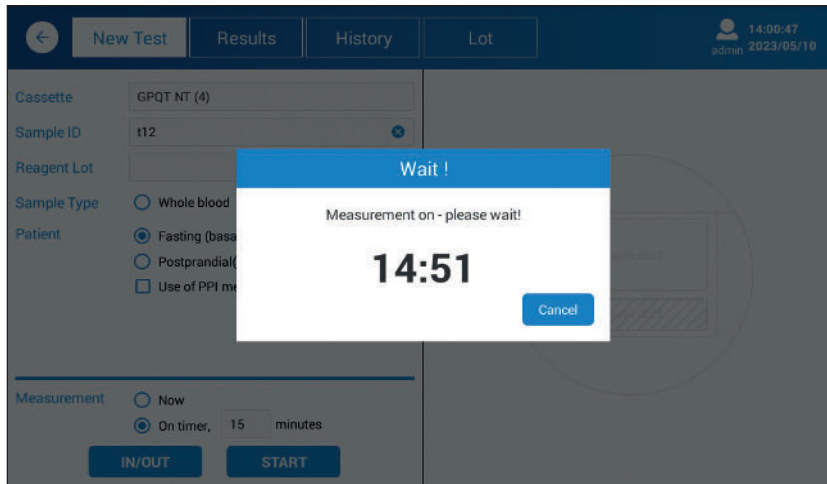 New Test
Results
History
Lot
14:00:47
admin 2023/05/10
Cassette
GPQT NT (4)
Sample ID
t12
Reagent Lot
Sample Type
Whole blood
Patient
Fasting (basa
Postprandial(
Use of PPI me
Wait !
Measurement on - please wait!
14:51
Cancel
Measurement
Now
On timer, 15 minutes
IN/OUT
START